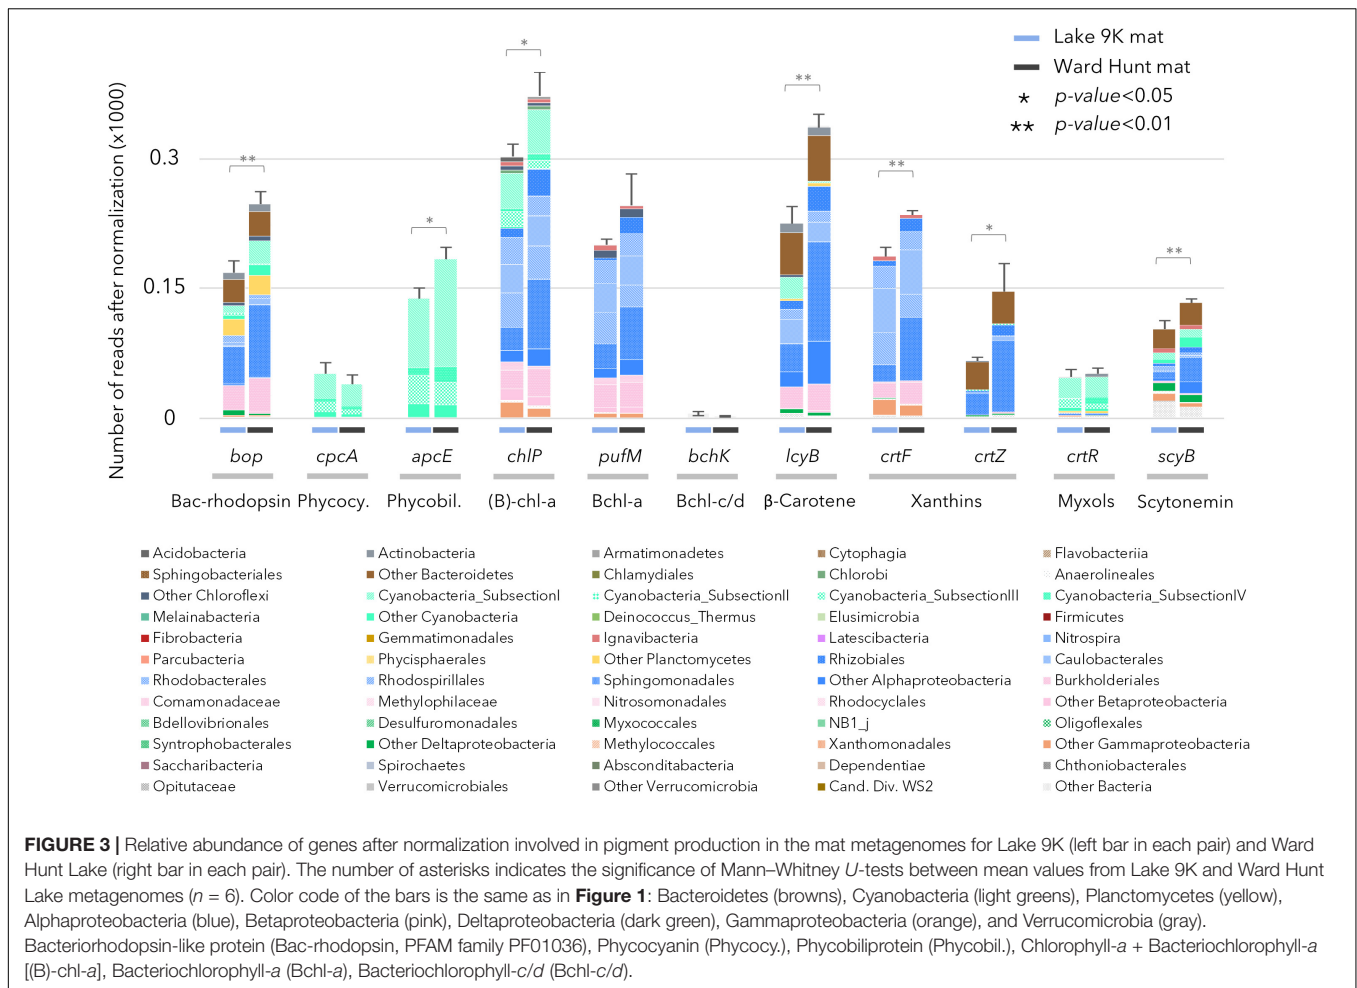 Lake 9K mat
Ward Hunt mat
* p-value<0.05
** p-value<0.01
Number of reads after normalization (x1000)
0.3
0.15
0
** * * ** ** * **
bop cpcA apcE chlP pufM bchK lcyB crtF crtZ crtR scyB
Bac-rhodopsin Phycocy. Phycobil. (B)-chl-a Bchl-a Bchl-c/d β-Carotene Xanthins Myxols Scytonemin
Acidobacteria Actinobacteria Armatimonadetes Cytophagia Flavobacteriia
Sphingobacteriales Other Bacteroidetes Chlamydiales Chlorobi Anaerolineales
Other Chloroflexi Cyanobacteria_SubsectionI Cyanobacteria_SubsectionII Cyanobacteria_SubsectionIII Cyanobacteria_SubsectionIV
Melainabacteria Other Cyanobacteria Deinococcus_Thermus Elusimicrobia Firmicutes
Fibrobacteria Gemmatimonadales Ignavibacteria Latescibacteria Nitrospira
Parcubacteria Phycisphaerales Other Planctomycetes Rhizobiales Caulobacterales
Rhodobacterales Rhodospirillales Sphingomonadales Other Alphaproteobacteria Burkholderiales
Comamonadaceae Methylophilaceae Nitrosomonadales Rhodocyclales Other Betaproteobacteria
Bdellovibrionales Desulfuromonadales Myxococcales NB1_j Oligoflexales
Syntrophobacterales Other Deltaproteobacteria Methylococcales Xanthomonadales Other Gammaproteobacteria
Saccharibacteria Spirochaetes Absconditabacteria Dependentiae Chthoniobacterales
Opitutaceae Verrucomicrobiales Other Verrucomicrobia Cand. Div. WS2 Other Bacteria
FIGURE 3 | Relative abundance of genes after normalization involved in pigment production in the mat metagenomes for Lake 9K (left bar in each pair) and Ward
Hunt Lake (right bar in each pair). The number of asterisks indicates the significance of Mann–Whitney U-tests between mean values from Lake 9K and Ward Hunt
Lake metagenomes (n = 6). Color code of the bars is the same as in Figure 1: Bacteroidetes (browns), Cyanobacteria (light greens), Planctomycetes (yellow),
Alphaproteobacteria (blue), Betaproteobacteria (pink), Deltaproteobacteria (dark green), Gammaproteobacteria (orange), and Verrucomicrobia (gray).
Bacteriorhodopsin-like protein (Bac-rhodopsin, PFAM family PF01036), Phycocyanin (Phycocy.), Phycobiliprotein (Phycobil.), Chlorophyll-a + Bacteriochlorophyll-a
[(B)-chl-a], Bacteriochlorophyll-a (Bchl-a), Bacteriochlorophyll-c/d (Bchl-c/d).